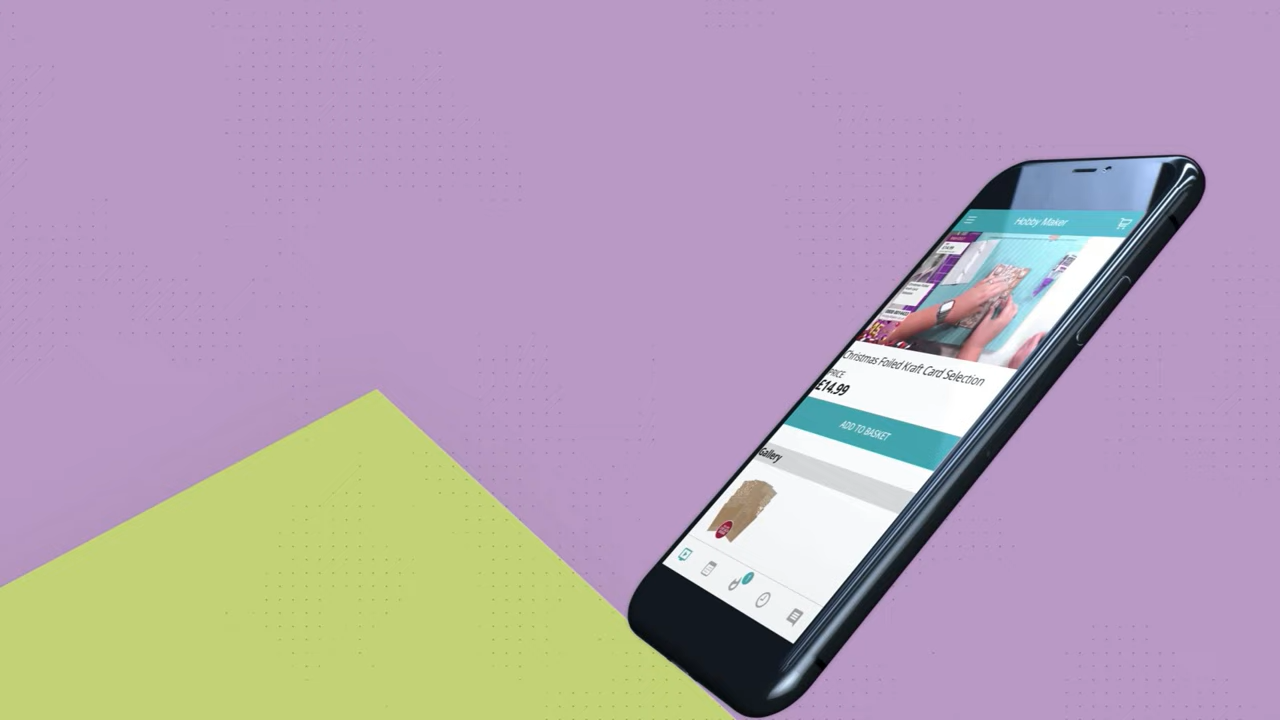 Hobby Maker
Christmas Foiled Kraft Card Selection
PRICE
£14.99
ADD TO BASKET
Gallery